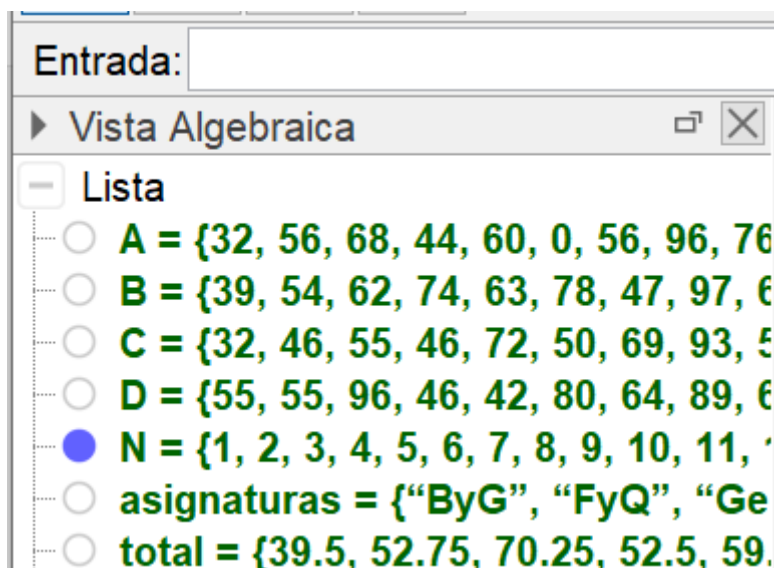 Entrada:
Vista Algebraica
Lista
A = {32, 56, 68, 44, 60, 0, 56, 96, 76
B = {39, 54, 62, 74, 63, 78, 47, 97, 6
C = {32, 46, 55, 46, 72, 50, 69, 93, 5
D = {55, 55, 96, 46, 42, 80, 64, 89, 6
N = {1, 2, 3, 4, 5, 6, 7, 8, 9, 10, 11,
asignaturas = {“ByG”, “FyQ”, “Ge
total = {39.5, 52.75, 70.25, 52.5, 59.